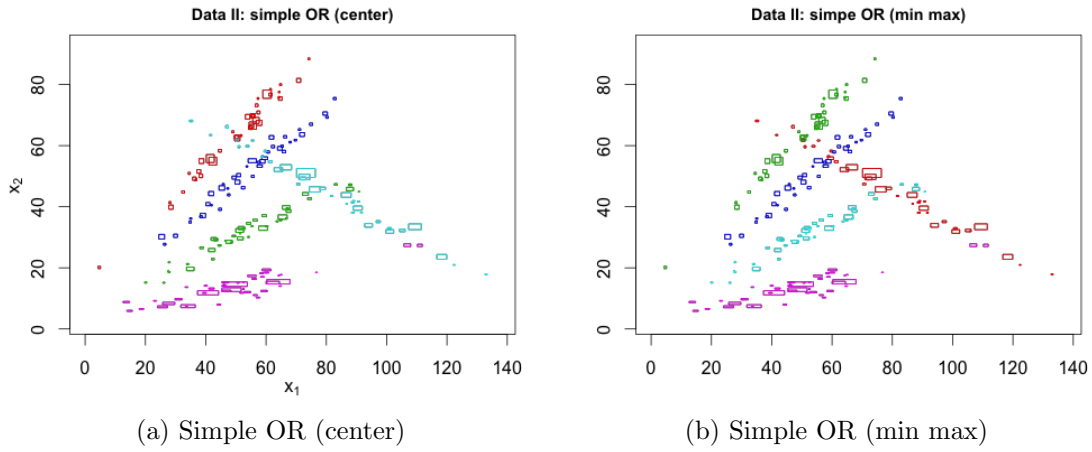 Data II: simple OR (center)
80
60
40
20
0
x2
0 20 40 60 80 100 120 140
x1
(a) Simple OR (center)
Data II: simpe OR (min max)
80
60
40
20
0
0 20 40 60 80 100 120 140
(b) Simple OR (min max)